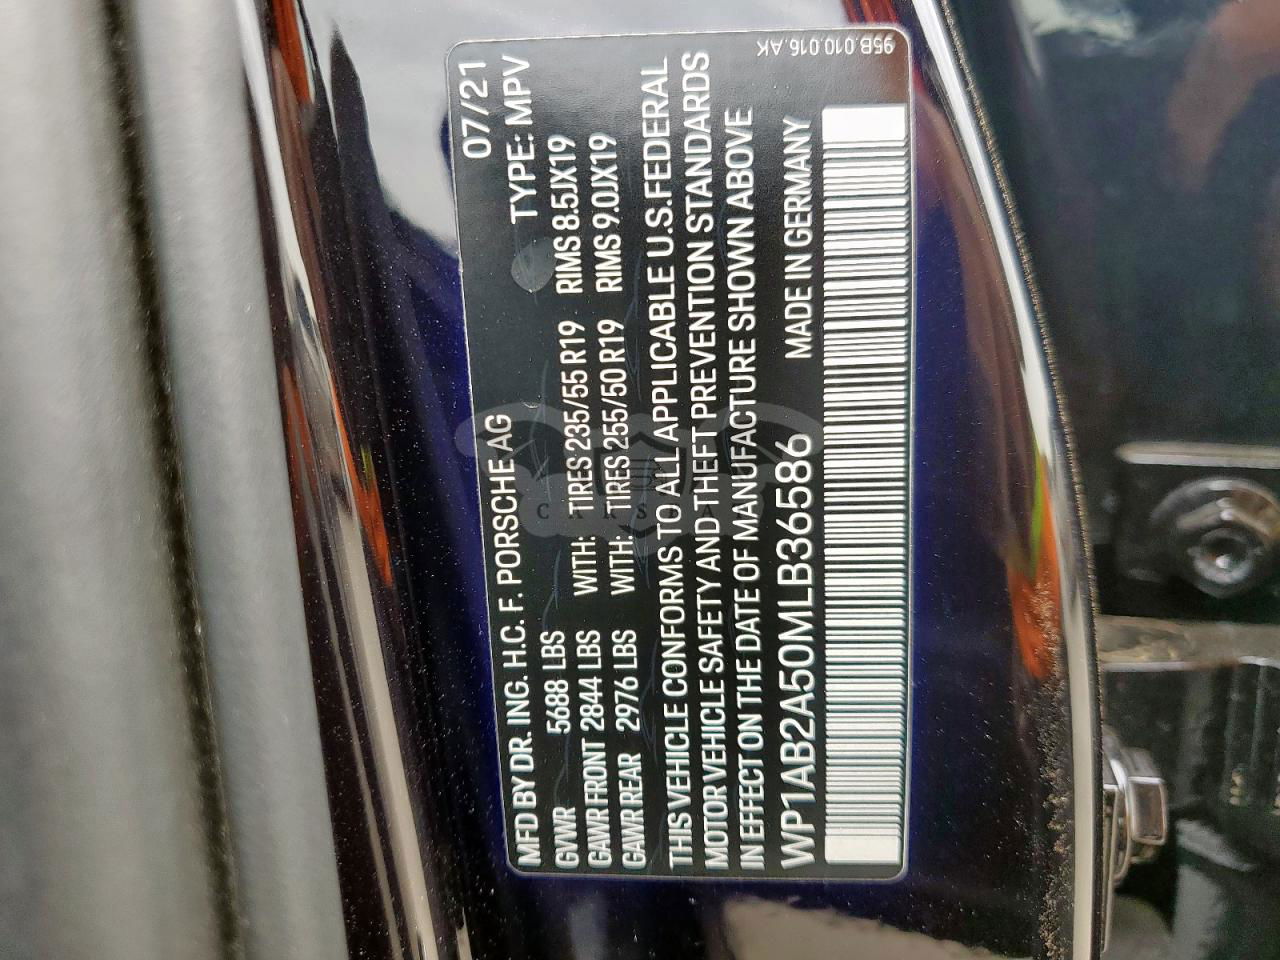 MFD BY DR. ING. H.C. F. PORSCHE AG 07/21
GVWR 5688 LBS TYPE: MPV
GAWR FRONT 2844 LBS WITH: TIRES 235/55 R19 RIMS 8.5JX19
GAWR REAR 2976 LBS WITH: TIRES 255/50 R19 RIMS 9.0JX19
THIS VEHICLE CONFORMS TO ALL APPLICABLE U.S.FEDERAL
MOTOR VEHICLE SAFETY AND THEFT PREVENTION STANDARDS
IN EFFECT ON THE DATE OF MANUFACTURE SHOWN ABOVE
WP1AB2A50MLB36586 MADE IN GERMANY
95B.010.016.AK